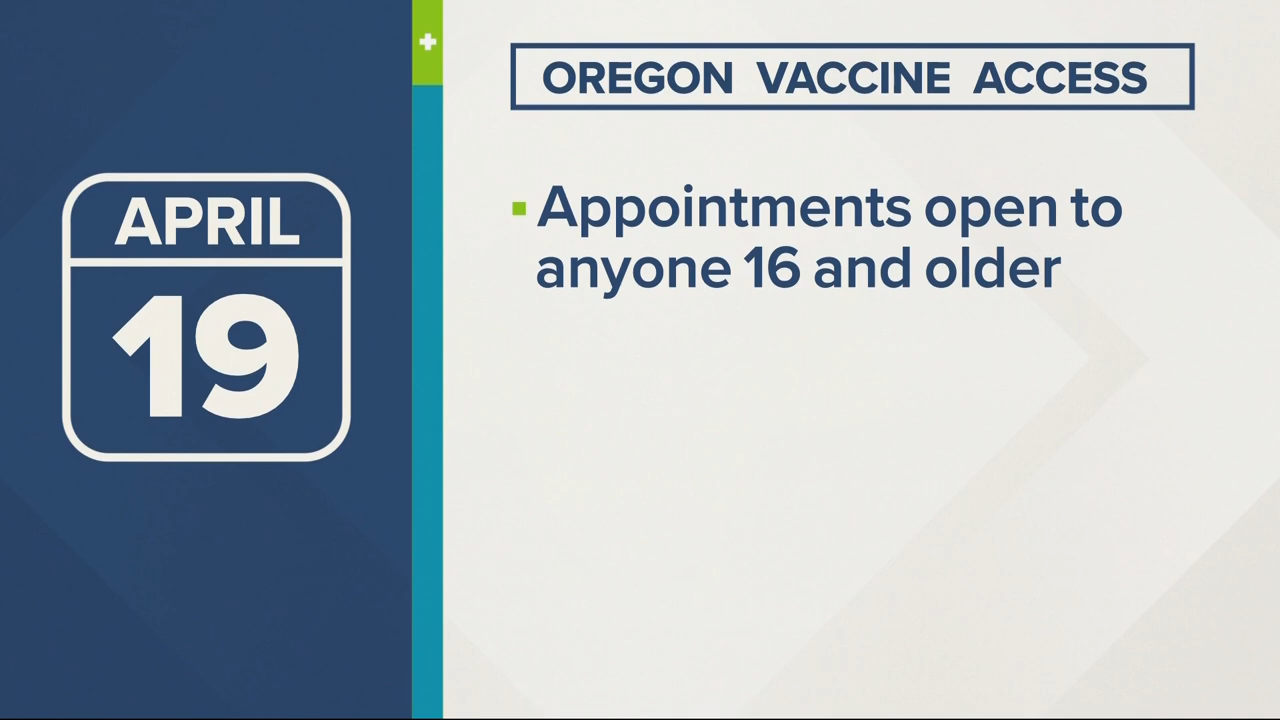 APRIL
19
OREGON VACCINE ACCESS
Appointments open to
anyone 16 and older